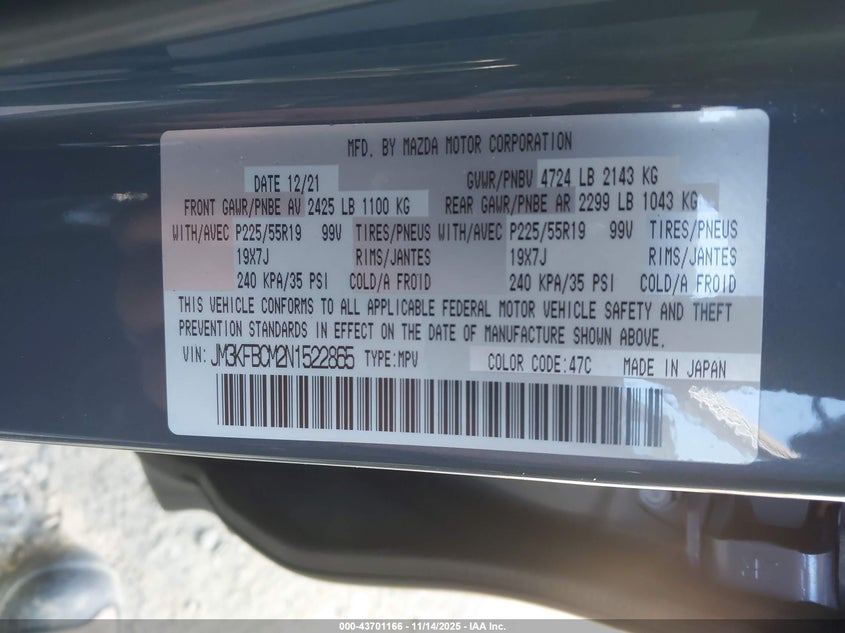 MFD. BY MAZDA MOTOR CORPORATION
DATE 12/21 GVWR/PNBV 4724 LB 2143 KG
FRONT GAWR/PNBE AV 2425 LB 1100 KG REAR GAWR/PNBE AR 2299 LB 1043 KG
WITH/AVEC P225/55R19 99V TIRES/PNEUS WITH/AVEC P225/55R19 99V TIRES/PNEUS
19X7J RIMS/JANTES 19X7J RIMS/JANTES
240 KPA/35 PSI COLD/A FROID 240 KPA/35 PSI COLD/A FROID
THIS VEHICLE CONFORMS TO ALL APPLICABLE FEDERAL MOTOR VEHICLE SAFETY AND THEFT
PREVENTION STANDARDS IN EFFECT ON THE DATE OF MANUFACTURE SHOWN ABOVE.
VIN: JM3KFBCM2N1522865 TYPE:MPV COLOR CODE:47C MADE IN JAPAN
000-43701166 - 11/14/2025 - IAA Inc.